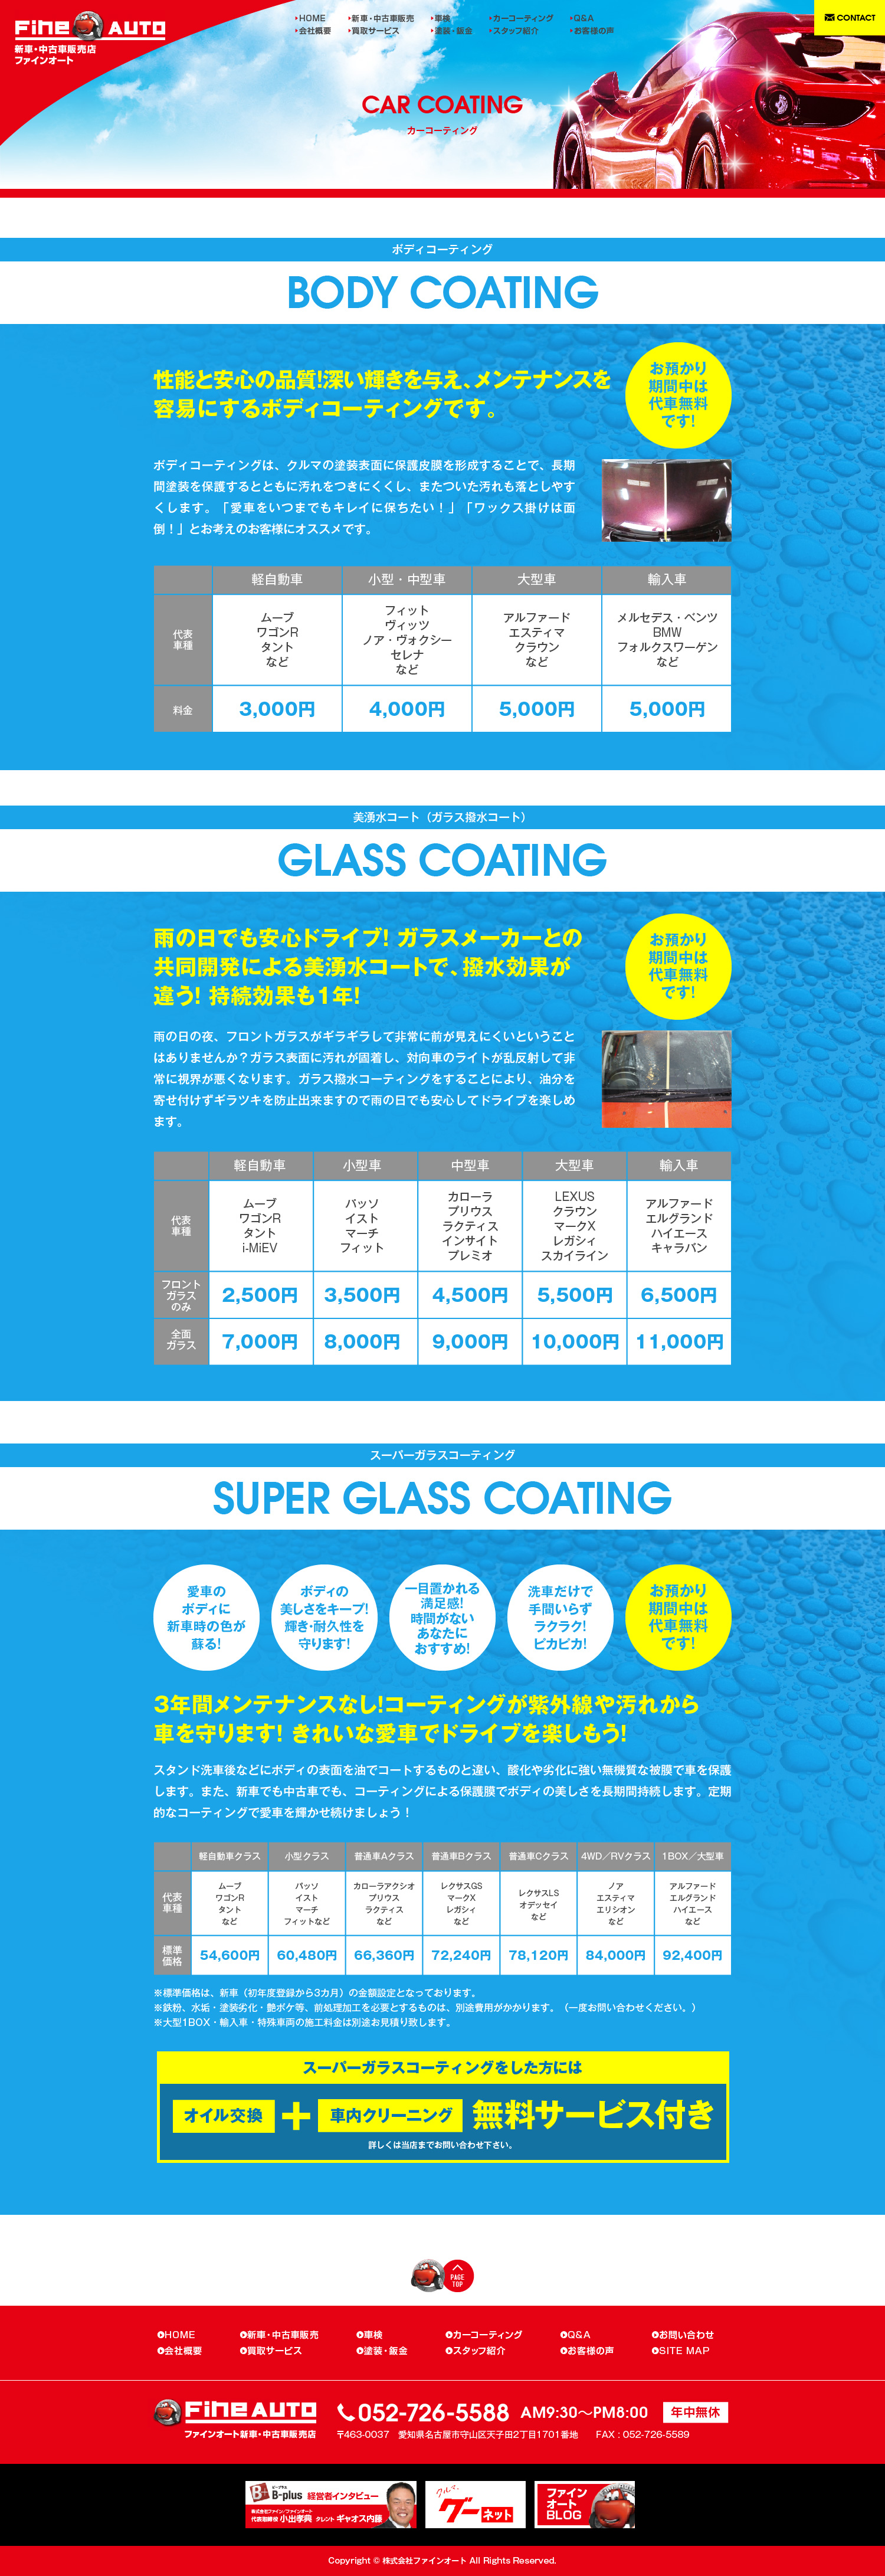 Fine AUTO
新車・中古車販売店
ファインオート
HOME 新車・中古車販売 車検 カーコーティング Q&A
会社概要 買取サービス 塗装・鈑金 スタッフ紹介 お客様の声
CONTACT
CAR COATING
カーコーティング
ボディコーティング
BODY COATING
性能と安心の品質!深い輝きを与え、メンテナンスを
容易にするボディコーティングです。
お預かり
期間中は
代車無料
です!
ボディコーティングは、クルマの塗装表面に保護皮膜を形成することで、長期
間塗装を保護するとともに汚れをつきにくくし、またついた汚れも落としやす
くします。「愛車をいつまでもキレイに保ちたい！」「ワックス掛けは面
倒！」とお考えのお客様にオススメです。
軽自動車 小型・中型車 大型車 輸入車
代表
車種
ムーブ
ワゴンR
タント
など
フィット
ヴィッツ
ノア・ヴォクシー
セレナ
など
アルファード
エスティマ
クラウン
など
メルセデス・ベンツ
BMW
フォルクスワーゲン
など
料金 3,000円 4,000円 5,000円 5,000円
美湧水コート（ガラス撥水コート）
GLASS COATING
雨の日でも安心ドライブ! ガラスメーカーとの
共同開発による美湧水コートで、撥水効果が
違う! 持続効果も1年!
お預かり
期間中は
代車無料
です!
雨の日の夜、フロントガラスがギラギラして非常に前が見えにくいということ
はありませんか？ガラス表面に汚れが固着し、対向車のライトが乱反射して非
常に視界が悪くなります。ガラス撥水コーティングをすることにより、油分を
寄せ付けずギラツキを防止出来ますので雨の日でも安心してドライブを楽しめ
ます。
軽自動車 小型車 中型車 大型車 輸入車
代表
車種
ムーブ
ワゴンR
タント
i-MiEV
パッソ
イスト
マーチ
フィット
カローラ
プリウス
ラクティス
インサイト
プレミオ
LEXUS
クラウン
マークX
レガシィ
スカイライン
アルファード
エルグランド
ハイエース
キャラバン
フロント
ガラス
のみ
2,500円 3,500円 4,500円 5,500円 6,500円
全面
ガラス
7,000円 8,000円 9,000円 10,000円 11,000円
スーパーガラスコーティング
SUPER GLASS COATING
愛車の
ボディに
新車時の色が
蘇る!
ボディの
美しさをキープ!
輝き・耐久性を
守ります!
一目置かれる
満足感!
時間がない
あなたに
おすすめ!
洗車だけで
手間いらず
ラクラク!
ピカピカ!
お預かり
期間中は
代車無料
です!
3年間メンテナンスなし!コーティングが紫外線や汚れから
車を守ります! きれいな愛車でドライブを楽しもう!
スタンド洗車後などにボディの表面を油でコートするものと違い、酸化や劣化に強い無機質な被膜で車を保護
します。また、新車でも中古車でも、コーティングによる保護膜でボディの美しさを長期間持続します。定期
的なコーティングで愛車を輝かせ続けましょう！
軽自動車クラス 小型クラス 普通車Aクラス 普通車Bクラス 普通車Cクラス 4WD／RVクラス 1BOX／大型車
代表
車種
ムーブ
ワゴンR
タント
など
パッソ
イスト
マーチ
フィットなど
カローラアクシオ
プリウス
ラクティス
など
レクサスGS
マークX
レガシィ
など
レクサスLS
オデッセイ
など
ノア
エスティマ
エリシオン
など
アルファード
エルグランド
ハイエース
など
標準
価格
54,600円 60,480円 66,360円 72,240円 78,120円 84,000円 92,400円
※標準価格は、新車（初年度登録から3カ月）の金額設定となっております。
※鉄粉、水垢・塗装劣化・艶ボケ等、前処理加工を必要とするものは、別途費用がかかります。（一度お問い合わせください。）
※大型1BOX・輸入車・特殊車両の施工料金は別途お見積り致します。
スーパーガラスコーティングをした方には
オイル交換 + 車内クリーニング 無料サービス付き
詳しくは当店までお問い合わせ下さい。
PAGE
TOP
HOME 新車・中古車販売 車検 カーコーティング Q&A お問い合わせ
会社概要 買取サービス 塗装・鈑金 スタッフ紹介 お客様の声 SITE MAP
Fine AUTO
ファインオート新車・中古車販売店
052-726-5588 AM9:30〜PM8:00 年中無休
〒463-0037 愛知県名古屋市守山区天子田2丁目1701番地 FAX : 052-726-5589
B+ ビープラス
B-plus 経営者インタビュー
株式会社ファイン/ファインオート
代表取締役 小出孝典 タレント ギャオス内藤
クルマ、
グーネット
ファイン
オート
BLOG
Copyright © 株式会社ファインオート All Rights Reserved.